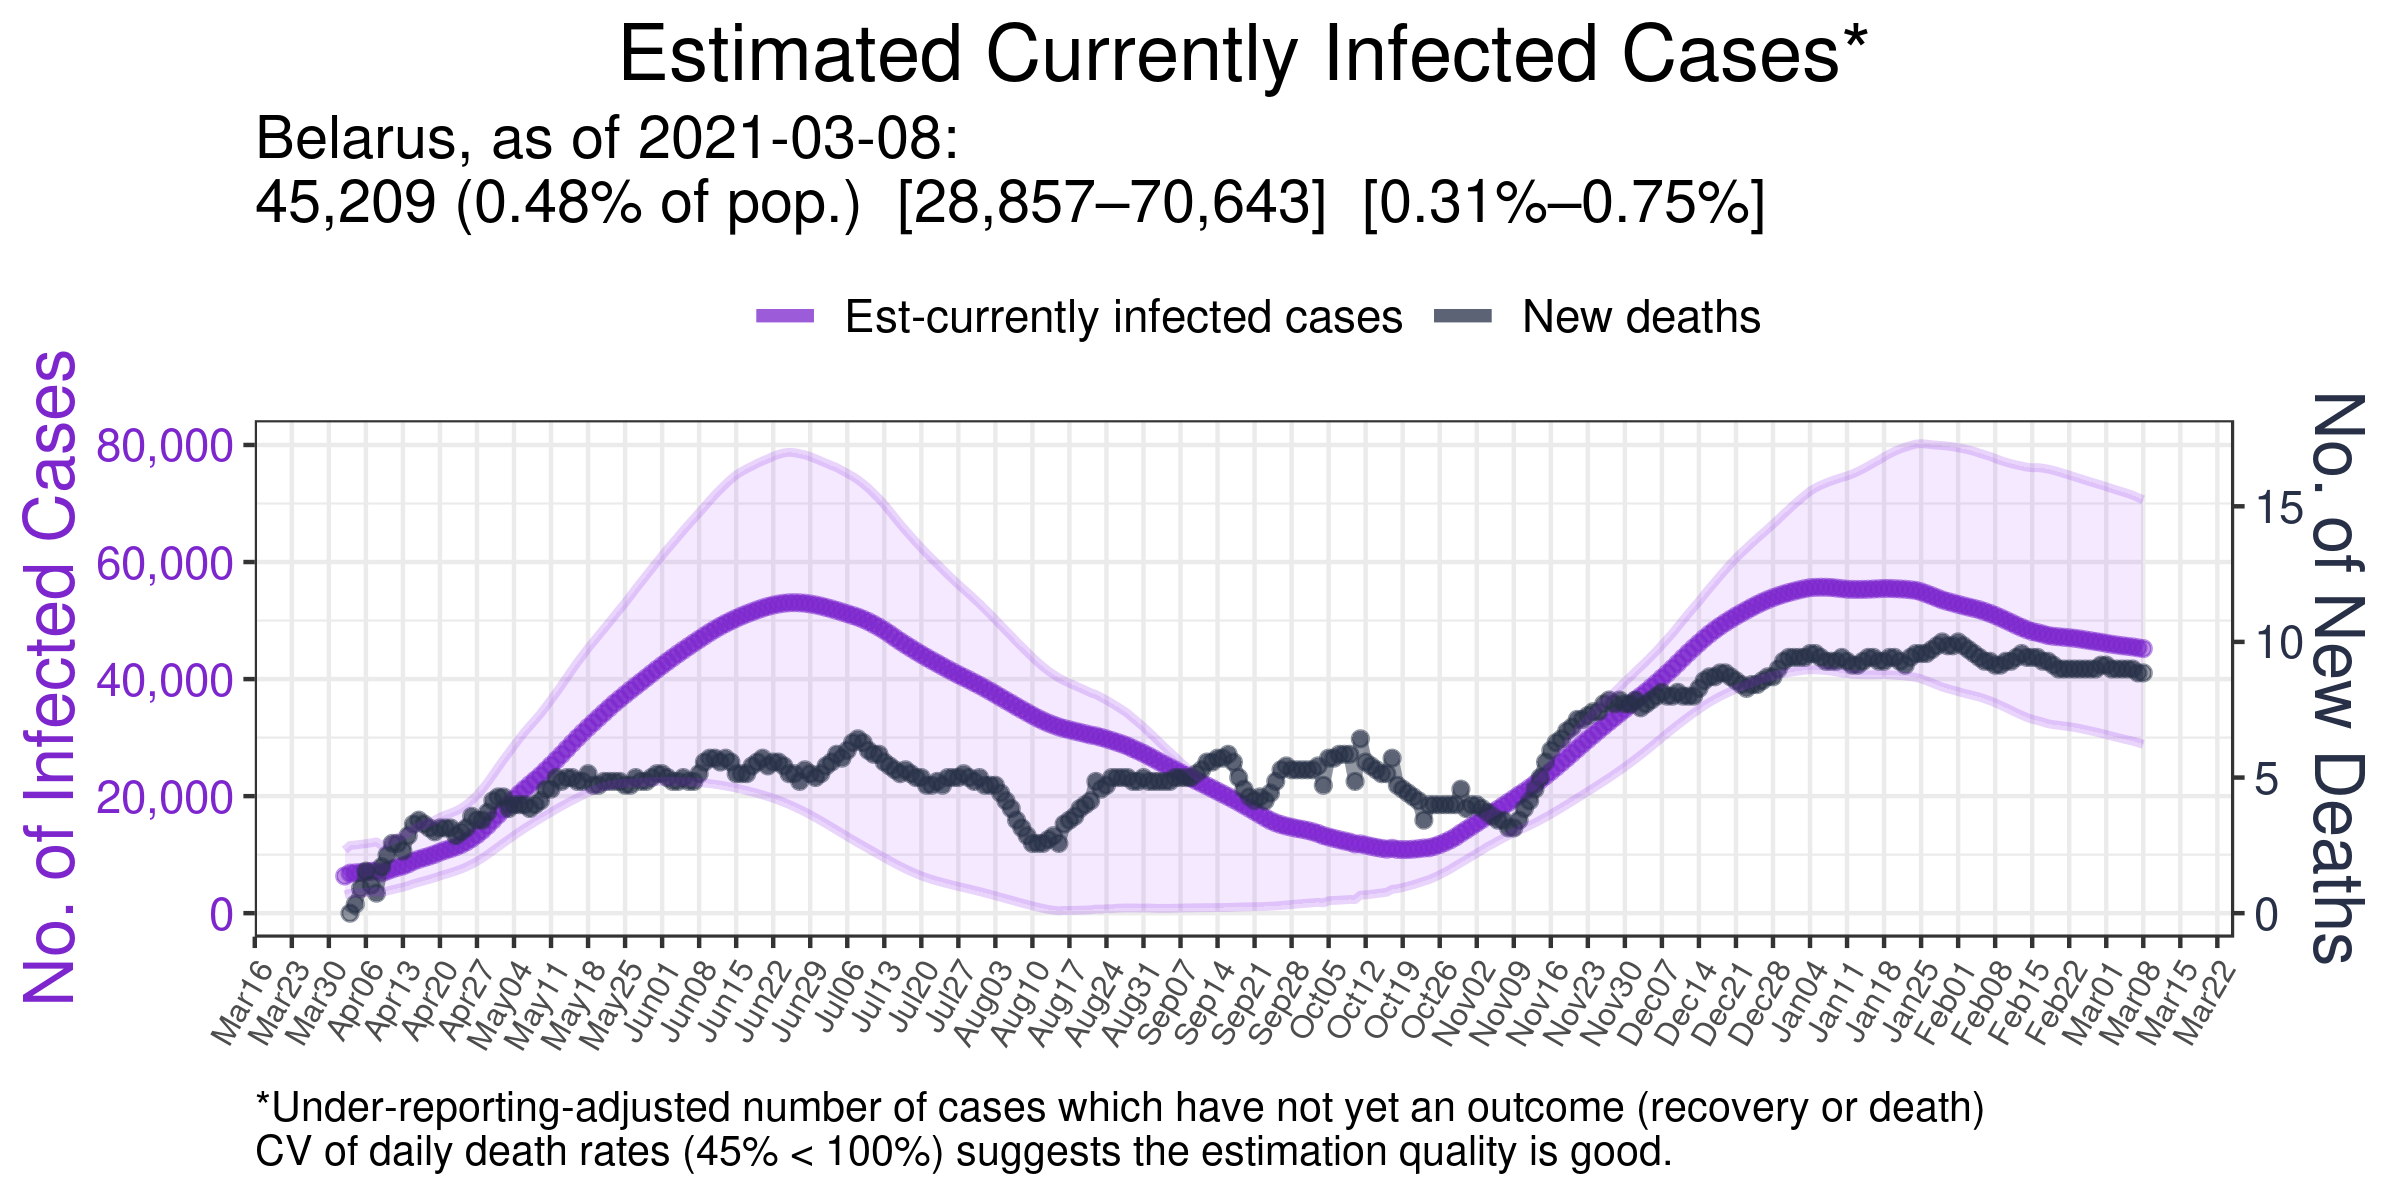 Estimated Currently Infected Cases*
Belarus, as of 2021-03-08:
45,209 (0.48% of pop.)  [28,857–70,643]  [0.31%–0.75%]
Est-currently infected cases
New deaths
No. of Infected Cases
80,000
60,000
40,000
20,000
0
No. of New Deaths
15
10
5
0
Mar16
Mar23
Mar30
Apr06
Apr13
Apr20
Apr27
May04
May11
May18
May25
Jun01
Jun08
Jun15
Jun22
Jun29
Jul06
Jul13
Jul20
Jul27
Aug03
Aug10
Aug17
Aug24
Aug31
Sep07
Sep14
Sep21
Sep28
Oct05
Oct12
Oct19
Oct26
Nov02
Nov09
Nov16
Nov23
Nov30
Dec07
Dec14
Dec21
Dec28
Jan04
Jan11
Jan18
Jan25
Feb01
Feb08
Feb15
Feb22
Mar01
Mar08
Mar15
Mar22
*Under-reporting-adjusted number of cases which have not yet an outcome (recovery or death)
CV of daily death rates (45% < 100%) suggests the estimation quality is good.